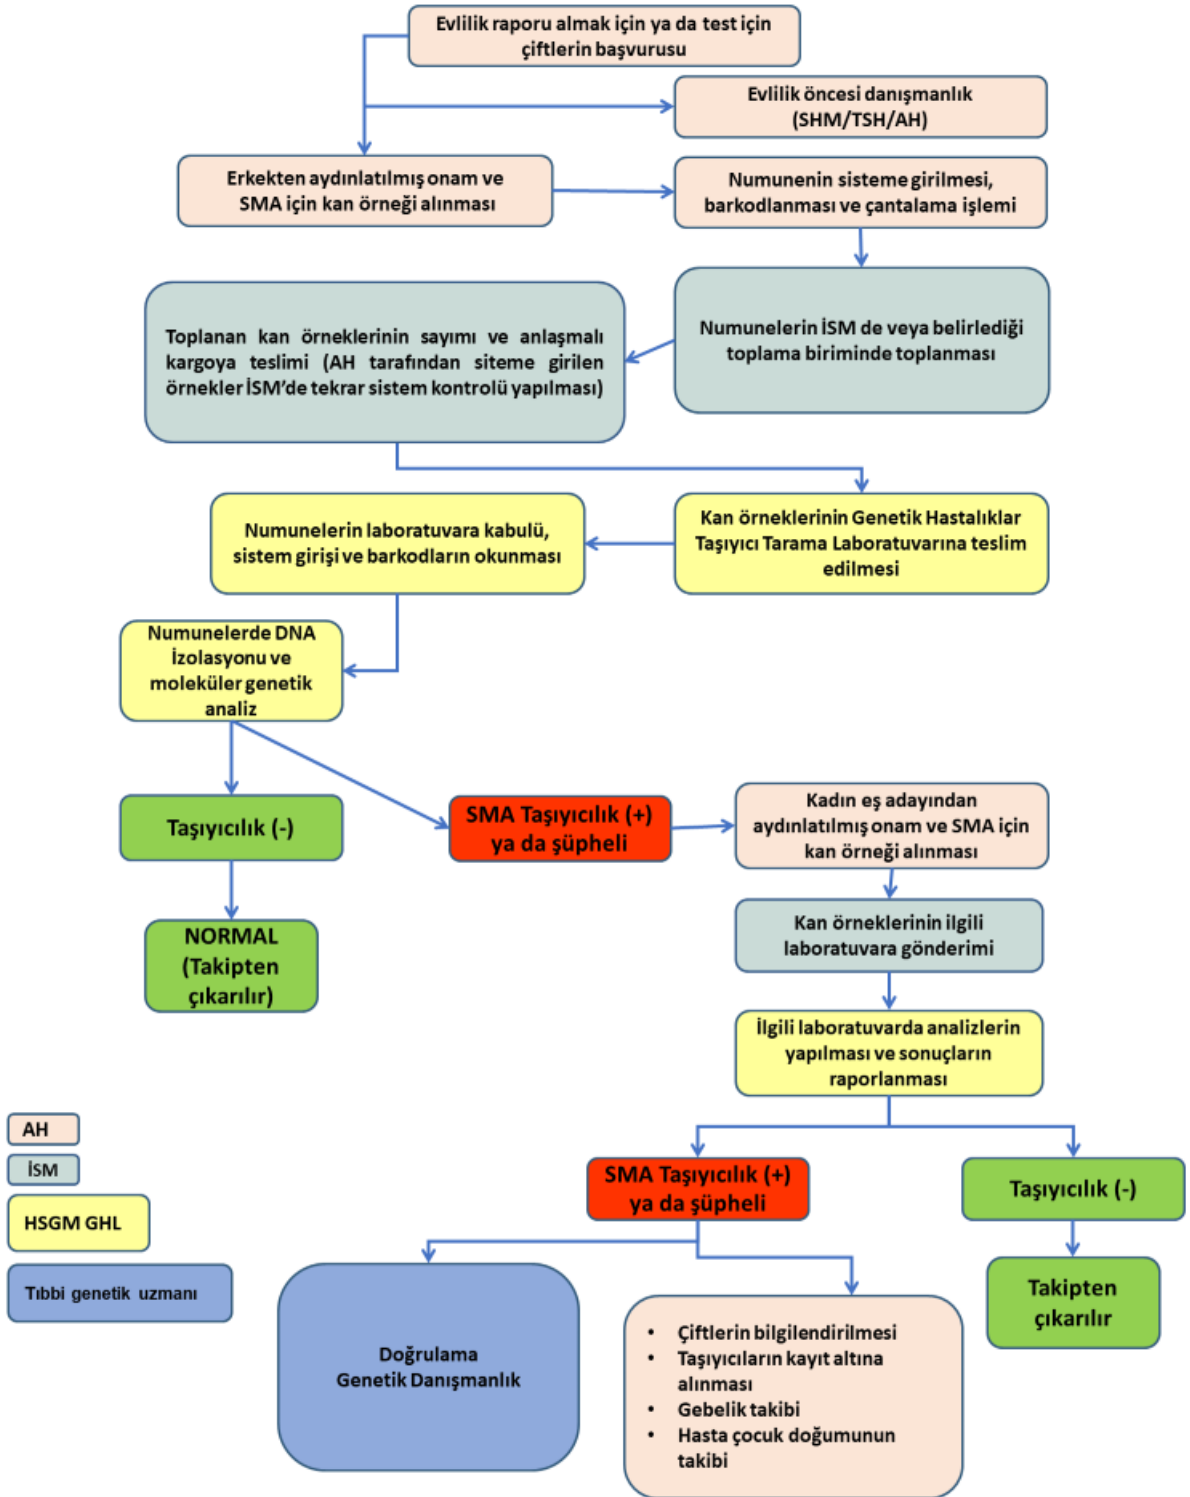 Evlilik raporu almak için ya da test için
çiftlerin başvurusu
Evlilik öncesi danışmanlık
(SHM/TSH/AH)
Erkekten aydınlatılmış onam ve
SMA için kan örneği alınması
Numunenin sisteme girilmesi,
barkodlanması ve çantalama işlemi
Toplanan kan örneklerinin sayımı ve anlaşmalı
kargoya teslimi (AH tarafından siteme girilen
örnekler İSM'de tekrar sistem kontrolü yapılması)
Numunelerin İSM de veya belirlediği
toplama biriminde toplanması
Numunelerin laboratuvara kabulü,
sistem girişi ve barkodların okunması
Kan örneklerinin Genetik Hastalıklar
Taşıyıcı Tarama Laboratuvarına teslim
edilmesi
Numunelerde DNA
İzolasyonu ve
moleküler genetik
analiz
Taşıyıcılık (-)
SMA Taşıyıcılık (+)
ya da şüpheli
Kadın eş adayından
aydınlatılmış onam ve SMA için
kan örneği alınması
NORMAL
(Takipten
çıkarılır)
Kan örneklerinin ilgili
laboratuvara gönderimi
İlgili laboratuvarda analizlerin
yapılması ve sonuçların
raporlanması
AH
İSM
HSGM GHL
Tıbbi genetik uzmanı
SMA Taşıyıcılık (+)
ya da şüpheli
Taşıyıcılık (-)
Doğrulama
Genetik Danışmanlık
• Çiftlerin bilgilendirilmesi
• Taşıyıcıların kayıt altına
alınması
• Gebelik takibi
• Hasta çocuk doğumunun
takibi
Takipten
çıkarılır